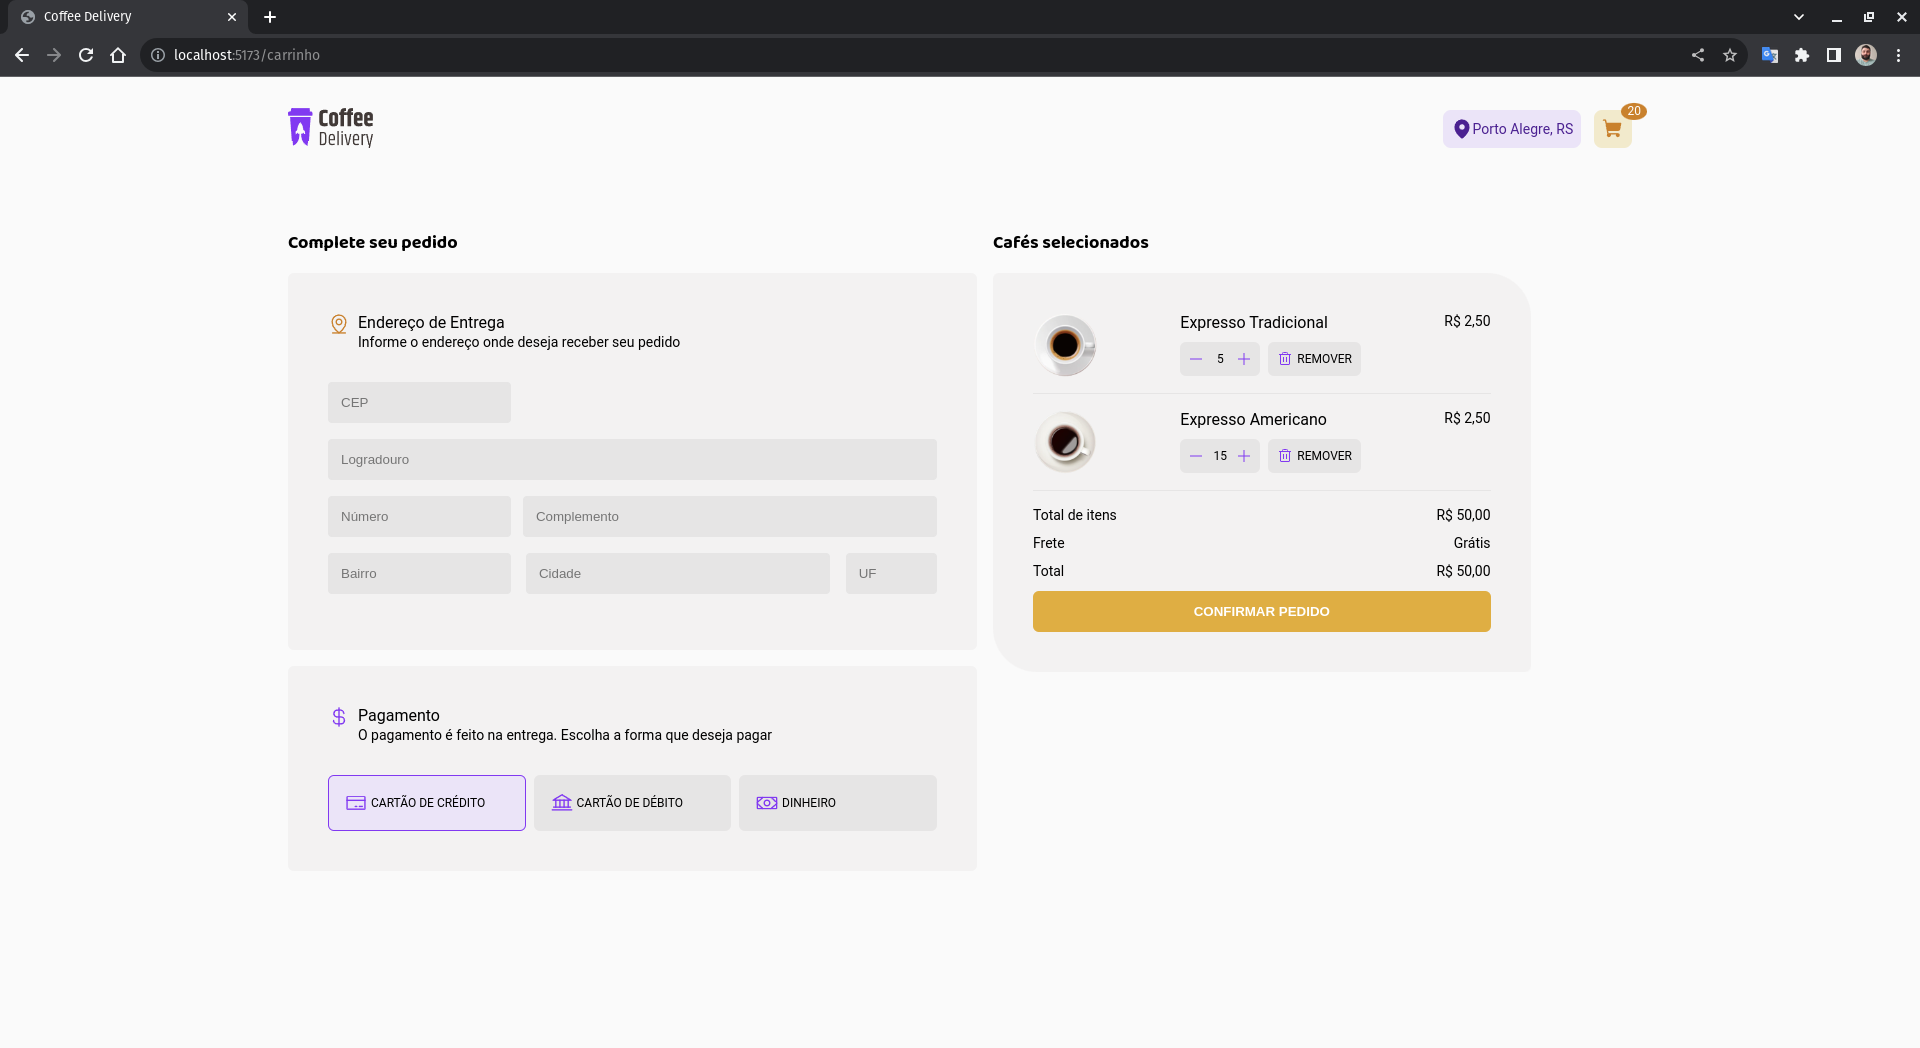 Coffee Delivery
localhost:5173/carrinho
Coffee
Delivery
Porto Alegre, RS
20
Complete seu pedido
Endereço de Entrega
Informe o endereço onde deseja receber seu pedido
CEP
Logradouro
Número Complemento
Bairro Cidade UF
Pagamento
O pagamento é feito na entrega. Escolha a forma que deseja pagar
CARTÃO DE CRÉDITO CARTÃO DE DÉBITO DINHEIRO
Cafés selecionados
Expresso Tradicional R$ 2,50
5 REMOVER
Expresso Americano R$ 2,50
15 REMOVER
Total de itens R$ 50,00
Frete Grátis
Total R$ 50,00
CONFIRMAR PEDIDO